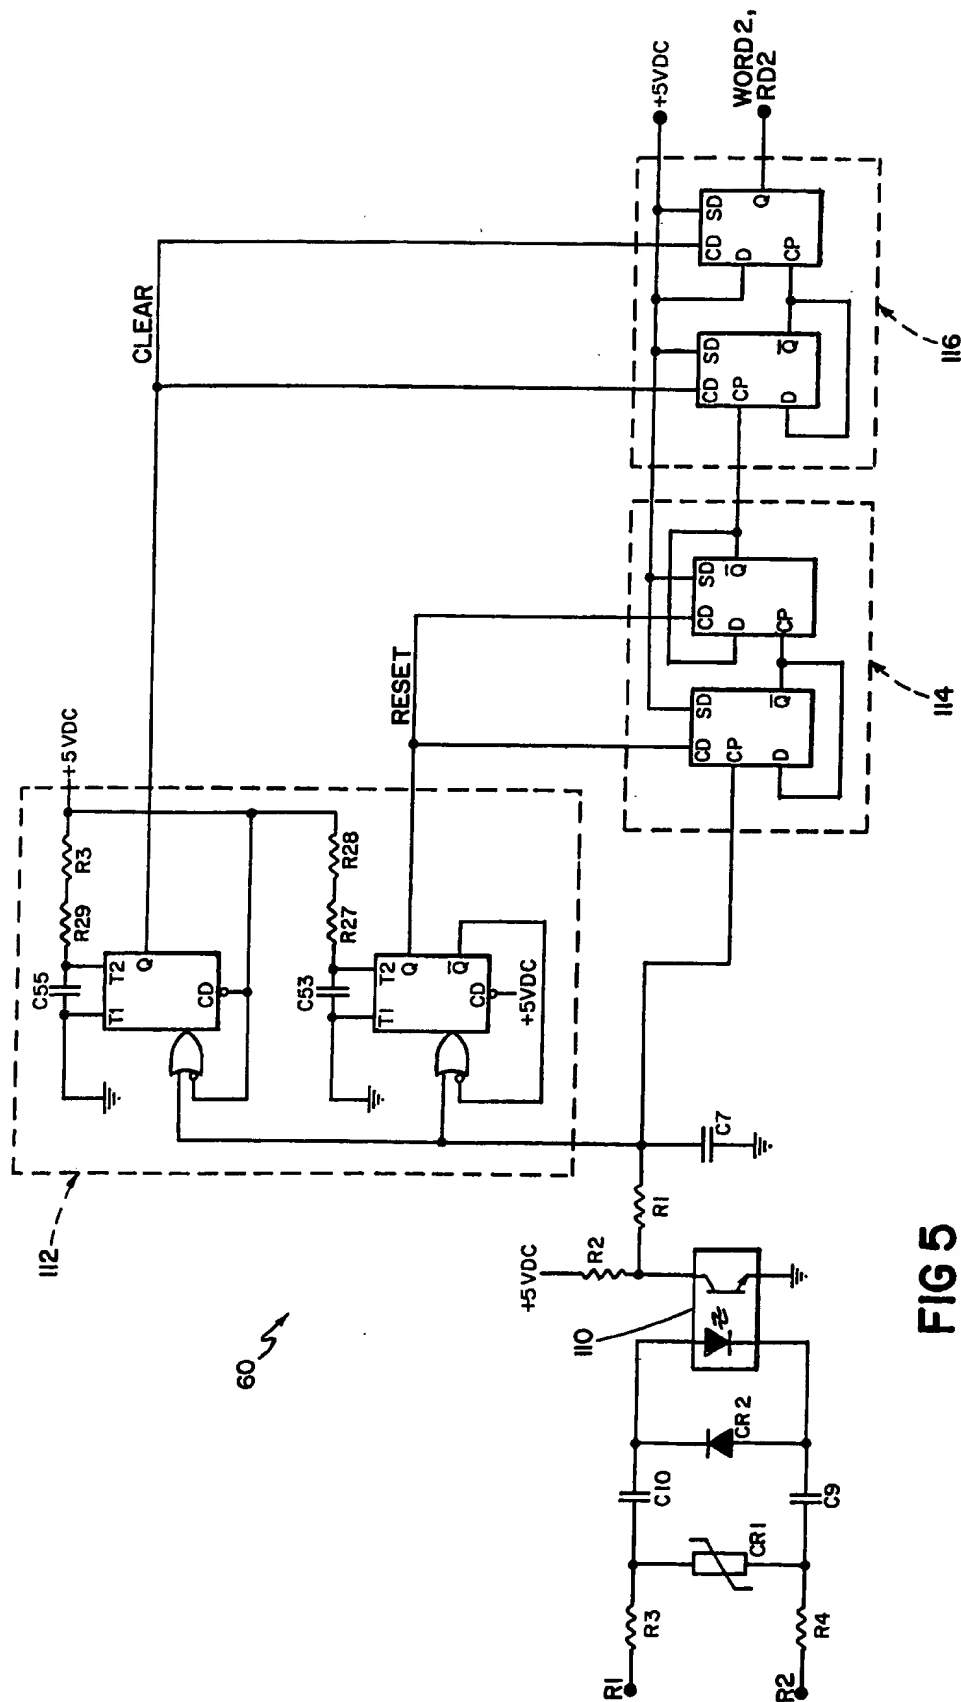 +5VDC
WORD 2,
RD2
CLEAR
+5VDC
R3
R29
C55
T1
T2
Q
CD
R28
R27
C53
T1
T2
Q
Q
CD
+5VDC
RESET
112
SD
CD
D
Q
CP
SD
CD
CP
Q
D
116
SD
CD
D
Q
CP
SD
CD
CP
Q
D
114
C7
R1
R2
+5VDC
110
60
CR2
C10
C9
CR1
R3
R4
R1
R2
FIG 5